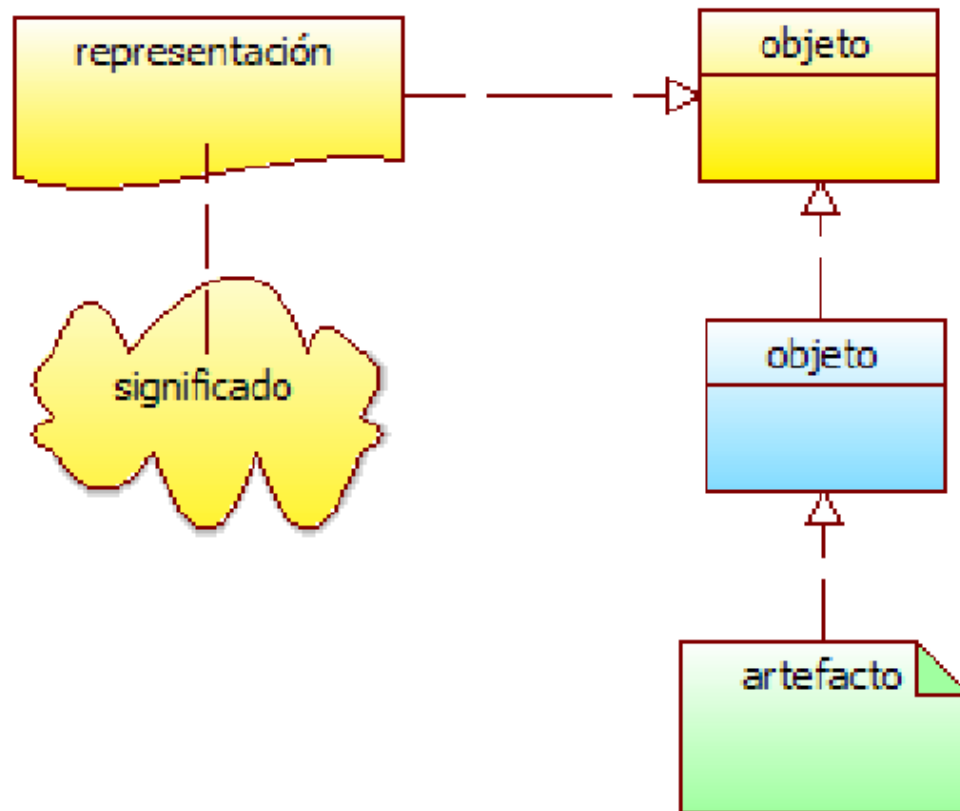 representación
objeto
objeto
significado
artefacto